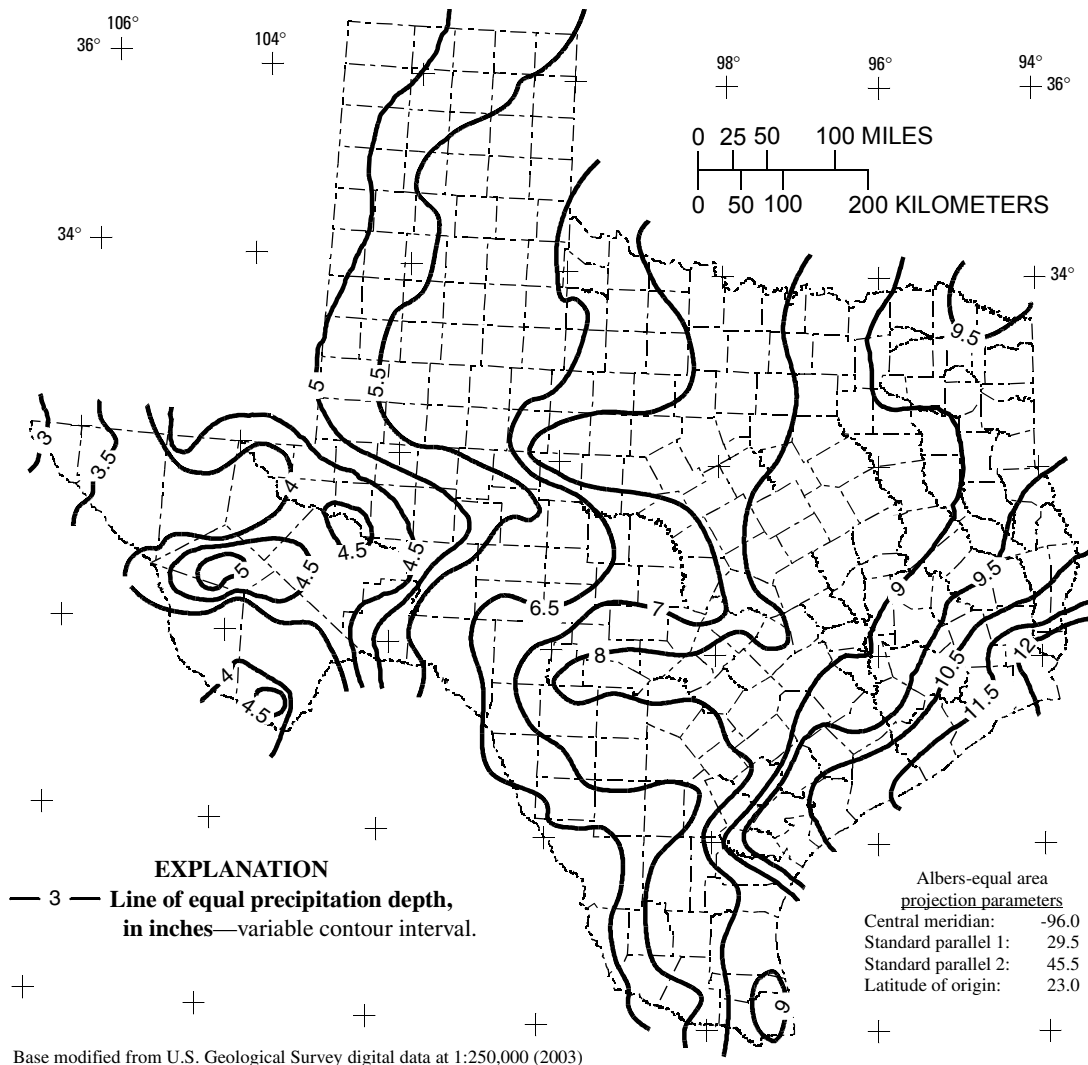 106°
36°
104°
98°
96°
94°
36°
0 25 50 100 MILES
0 50 100 200 KILOMETERS
34°
34°
9.5
5
5.5
3
3.5
4
4.5
4.5
4.5
5
4
4.5
6.5
7
8
9
9.5
10.5
12
11.5
9
EXPLANATION
3 Line of equal precipitation depth,
in inches—variable contour interval.
Albers-equal area
projection parameters
Central meridian: -96.0
Standard parallel 1: 29.5
Standard parallel 2: 45.5
Latitude of origin: 23.0
Base modified from U.S. Geological Survey digital data at 1:250,000 (2003)